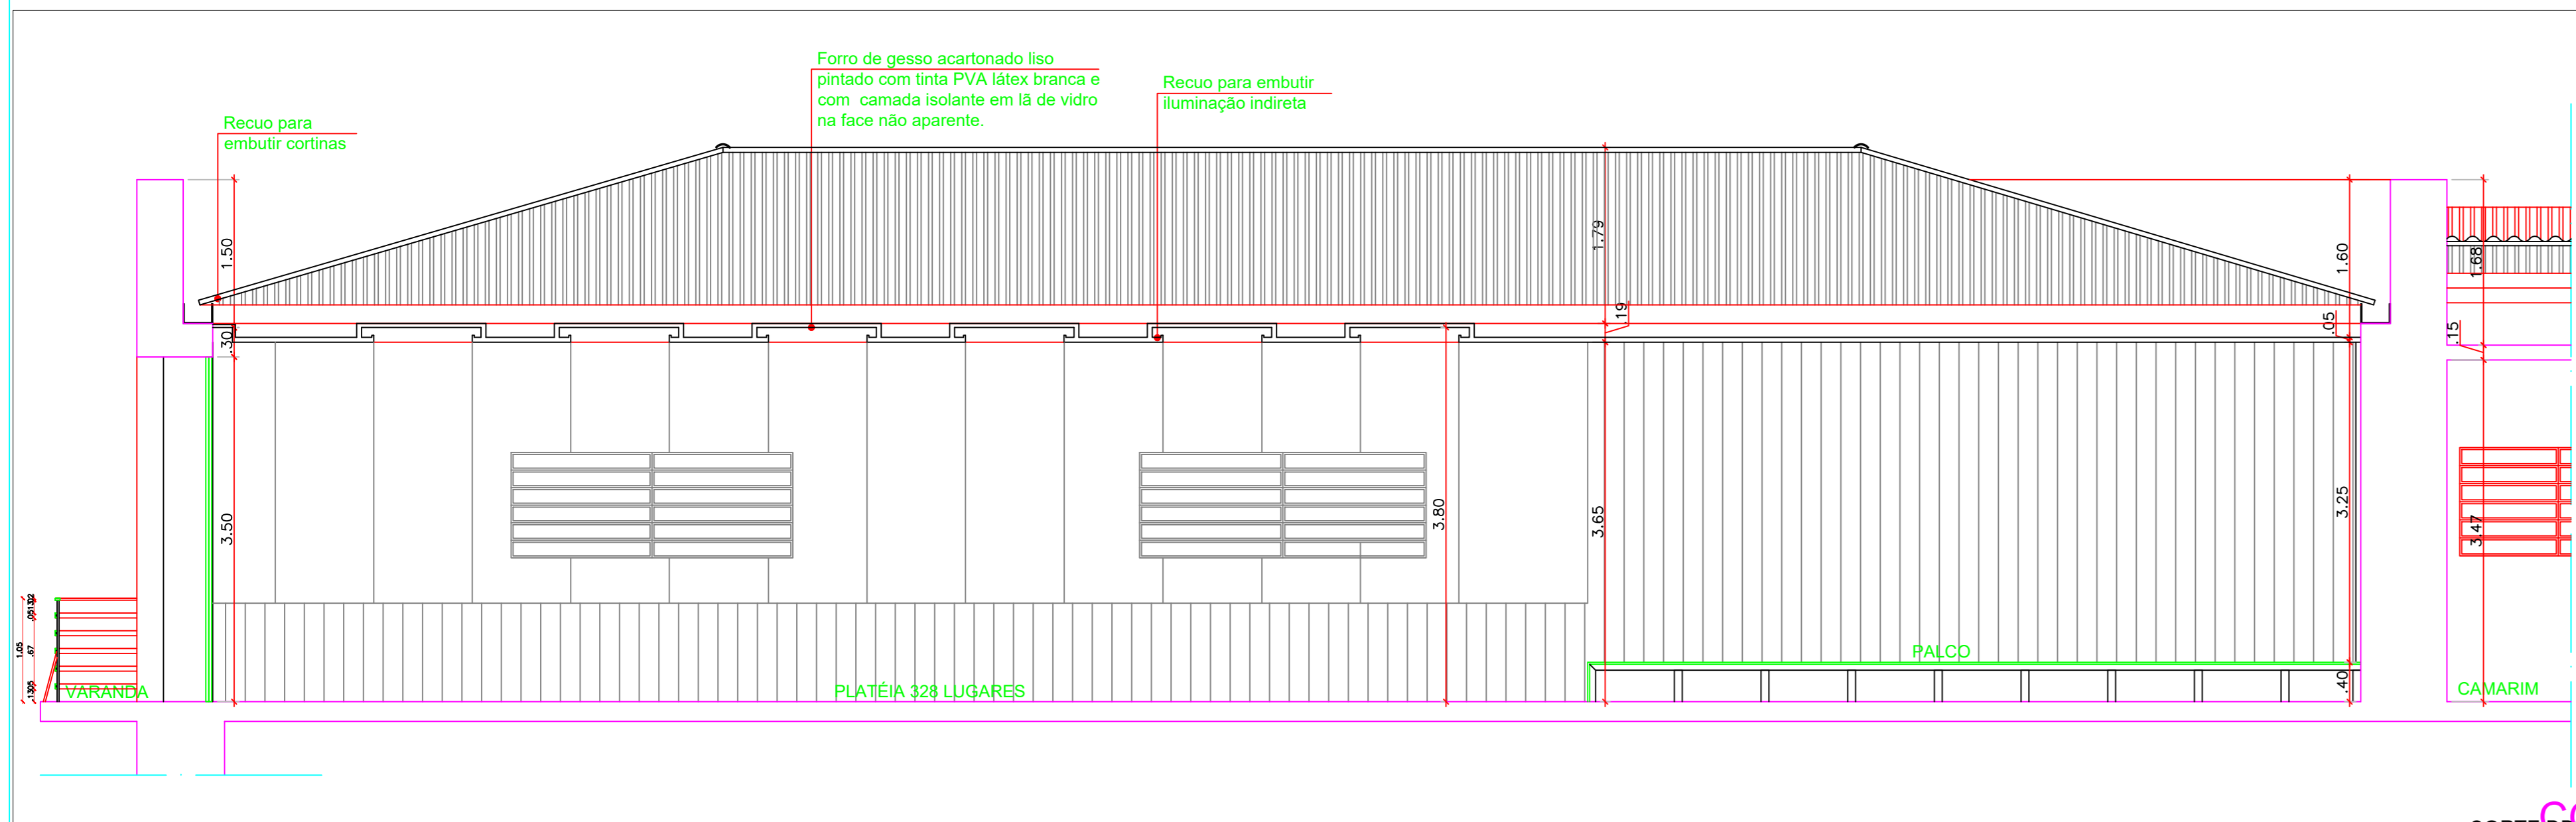 Forro de gesso acartonado liso
pintado com tinta PVA látex branca e
com camada isolante em lã de vidro
na face não aparente.
Recuo para embutir
iluminação indireta
Recuo para
embutir cortinas
1.50
.30
3.50
1.79
.19
3.80
3.65
1.60
.05
3.25
.40
1.68
.15
3.47
1.05
.67
VARANDA
PLATÉIA 328 LUGARES
PALCO
CAMARIM